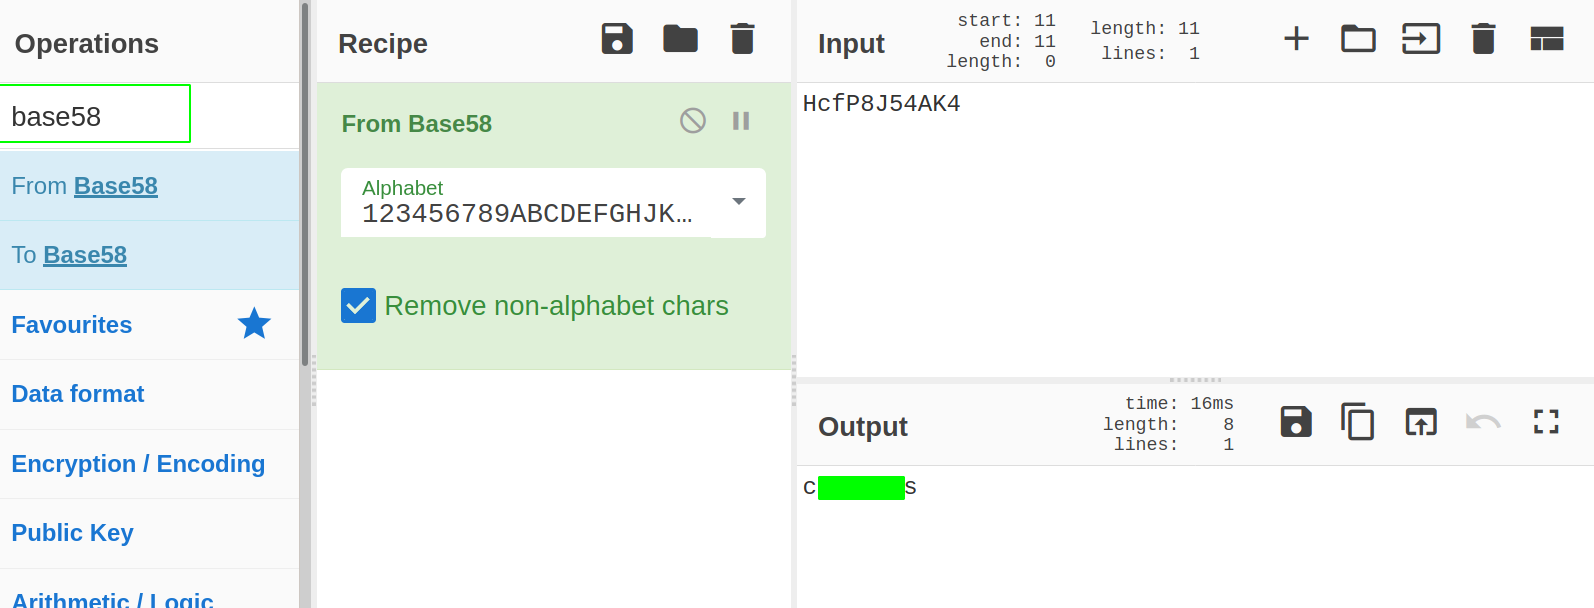 Operations
base58
From Base58
To Base58
Favourites
Data format
Encryption / Encoding
Public Key
Arithmetic / Logic
Recipe
From Base58
Alphabet
123456789ABCDEFGHJK…
Remove non-alphabet chars
Input
start: 11
end: 11
length: 0
length: 11
lines: 1
HcfP8J54AK4
Output
time: 16ms
length: 8
lines: 1
c
s